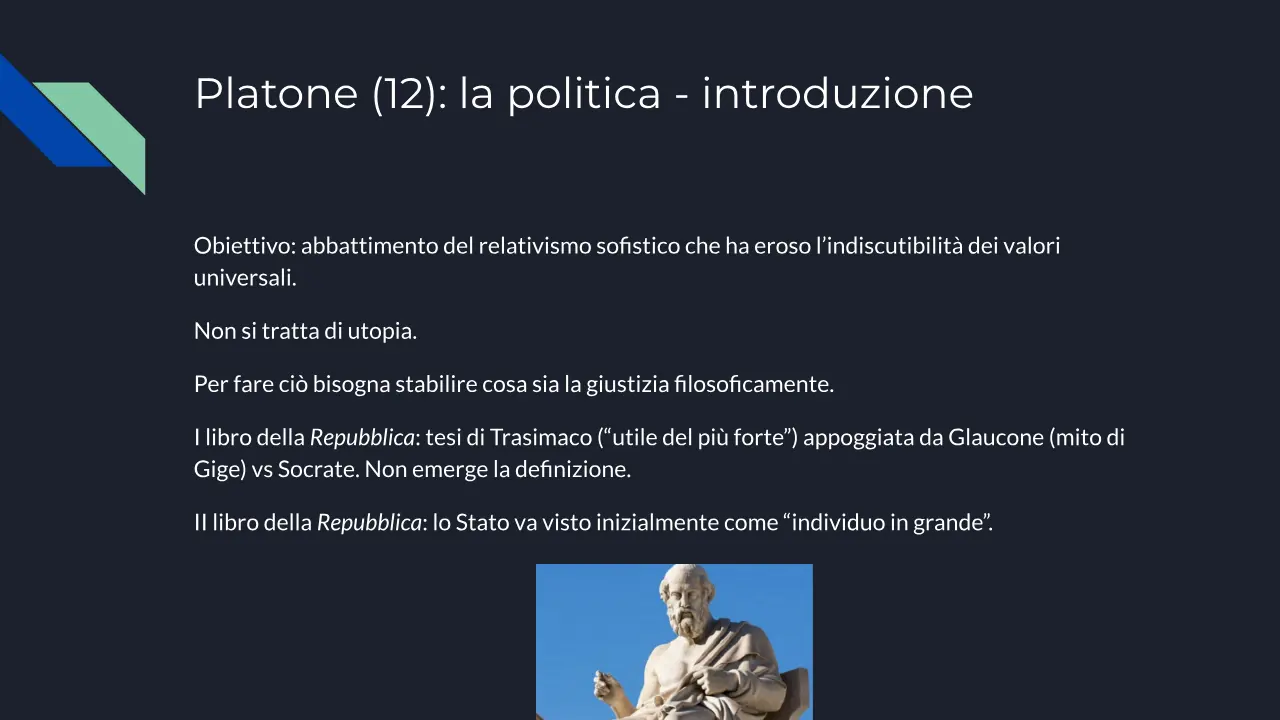 Platone (12): la politica - introduzione
Obiettivo: abbattimento del relativismo sofistico che ha eroso l’indiscutibilità dei valori
universali.
Non si tratta di utopia.
Per fare ciò bisogna stabilire cosa sia la giustizia filosoficamente.
I libro della Repubblica: tesi di Trasimaco (“utile del più forte”) appoggiata da Glaucone (mito di
Gige) vs Socrate. Non emerge la definizione.
II libro della Repubblica: lo Stato va visto inizialmente come “individuo in grande”.